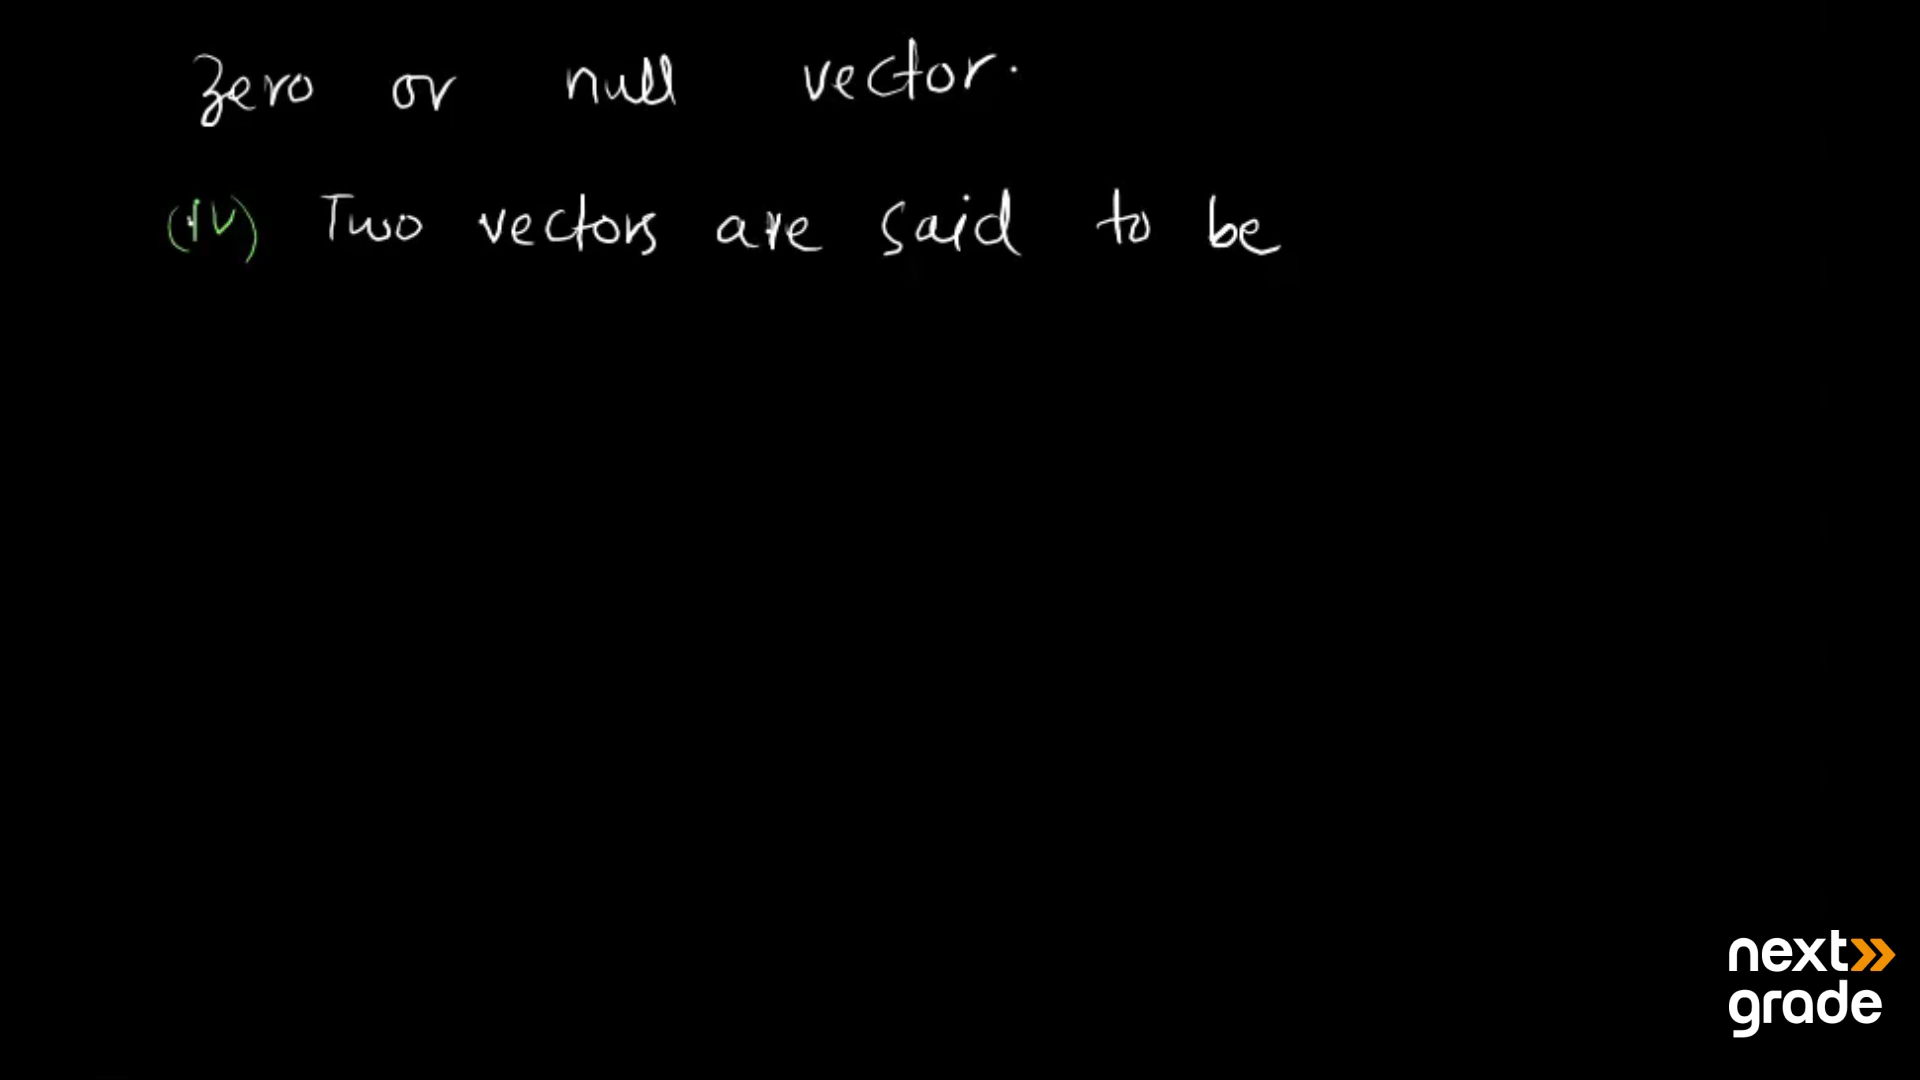 zero or null vector.
(iv) Two vectors are said to be
next
grade